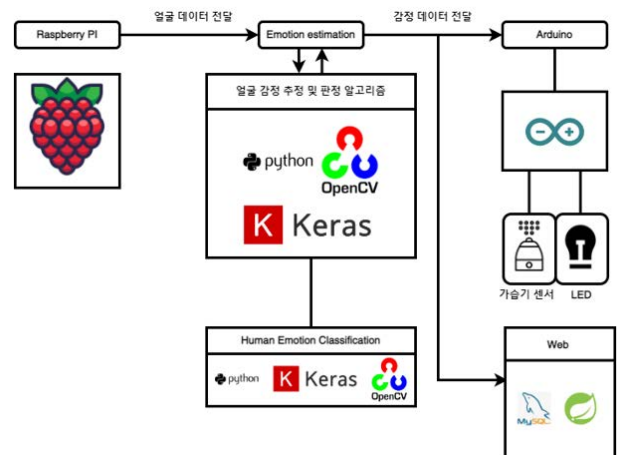 얼굴 데이터 전달
감정 데이터 전달
Raspberry PI
Emotion estimation
Arduino
얼굴 감정 추정 및 판정 알고리즘
python
OpenCV
K Keras
가습기 센서
LED
Human Emotion Classification
python
K Keras
OpenCV
Web
MySQL